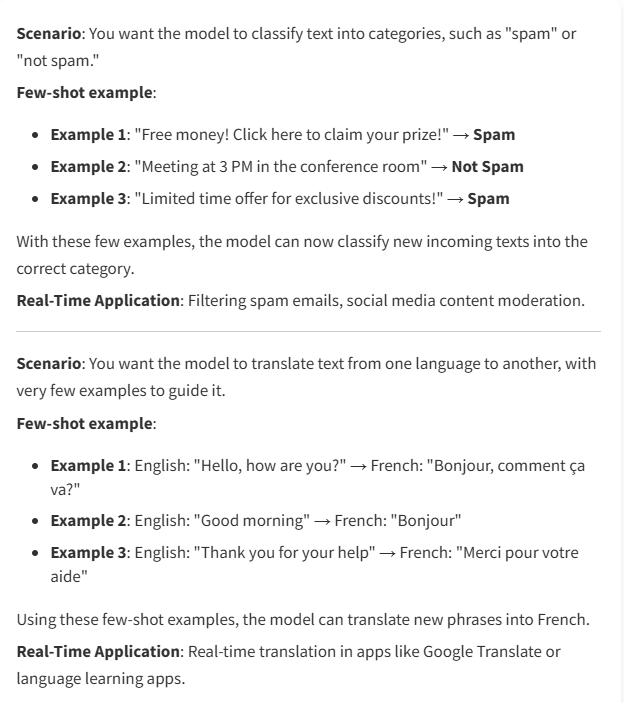 Scenario: You want the model to classify text into categories, such as "spam" or
"not spam."
Few-shot example:
• Example 1: "Free money! Click here to claim your prize!" → Spam
• Example 2: "Meeting at 3 PM in the conference room" → Not Spam
• Example 3: "Limited time offer for exclusive discounts!" → Spam
With these few examples, the model can now classify new incoming texts into the
correct category.
Real-Time Application: Filtering spam emails, social media content moderation.
Scenario: You want the model to translate text from one language to another, with
very few examples to guide it.
Few-shot example:
• Example 1: English: "Hello, how are you?" → French: "Bonjour, comment ça
va?"
• Example 2: English: "Good morning" → French: "Bonjour"
• Example 3: English: "Thank you for your help" → French: "Merci pour votre
aide"
Using these few-shot examples, the model can translate new phrases into French.
Real-Time Application: Real-time translation in apps like Google Translate or
language learning apps.